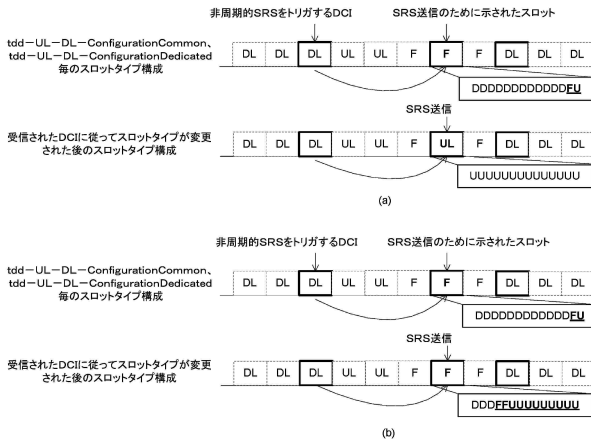 非周期的SRSをトリガするDCI
SRS送信のために示されたスロット
tdd-UL-DL-ConfigurationCommon、
tdd-UL-DL-ConfigurationDedicated
毎のスロットタイプ構成
DL DL DL UL UL F F F DL DL DL
DDDDDDDDDDDDFU
SRS送信
受信されたDCIに従ってスロットタイプが変更
された後のスロットタイプ構成
DL DL DL UL UL F UL F DL DL DL
UUUUUUUUUUUUUU
(a)
非周期的SRSをトリガするDCI
SRS送信のために示されたスロット
tdd-UL-DL-ConfigurationCommon、
tdd-UL-DL-ConfigurationDedicated
毎のスロットタイプ構成
DL DL DL UL UL F F F DL DL DL
DDDDDDDDDDDDFU
SRS送信
受信されたDCIに従ってスロットタイプが変更
された後のスロットタイプ構成
DL DL DL UL UL F F F DL DL DL
DDDFFUUUUUUUUU
(b)